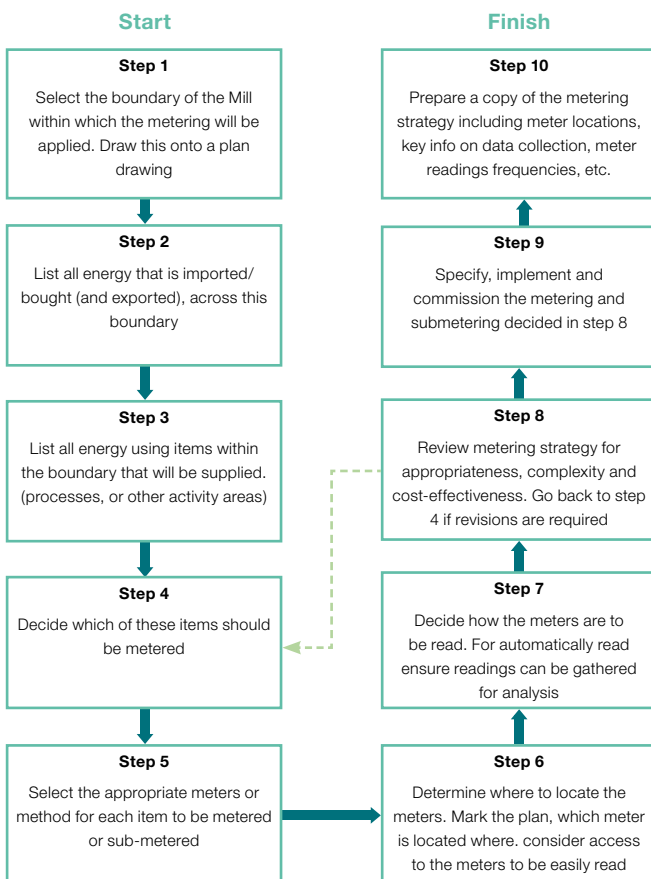 Start
Step 1
Select the boundary of the Mill
within which the metering will be
applied. Draw this onto a plan
drawing
Step 2
List all energy that is imported/
bought (and exported), across this
boundary
Step 3
List all energy using items within
the boundary that will be supplied.
(processes, or other activity areas)
Step 4
Decide which of these items should
be metered
Step 5
Select the appropriate meters or
method for each item to be metered
or sub-metered
Step 6
Determine where to locate the
meters. Mark the plan, which meter
is located where. consider access
to the meters to be easily read
Step 7
Decide how the meters are to
be read. For automatically read
ensure readings can be gathered
for analysis
Step 8
Review metering strategy for
appropriateness, complexity and
cost-effectiveness. Go back to step
4 if revisions are required
Step 9
Specify, implement and
commission the metering and
submetering decided in step 8
Finish
Step 10
Prepare a copy of the metering
strategy including meter locations,
key info on data collection, meter
readings frequencies, etc.